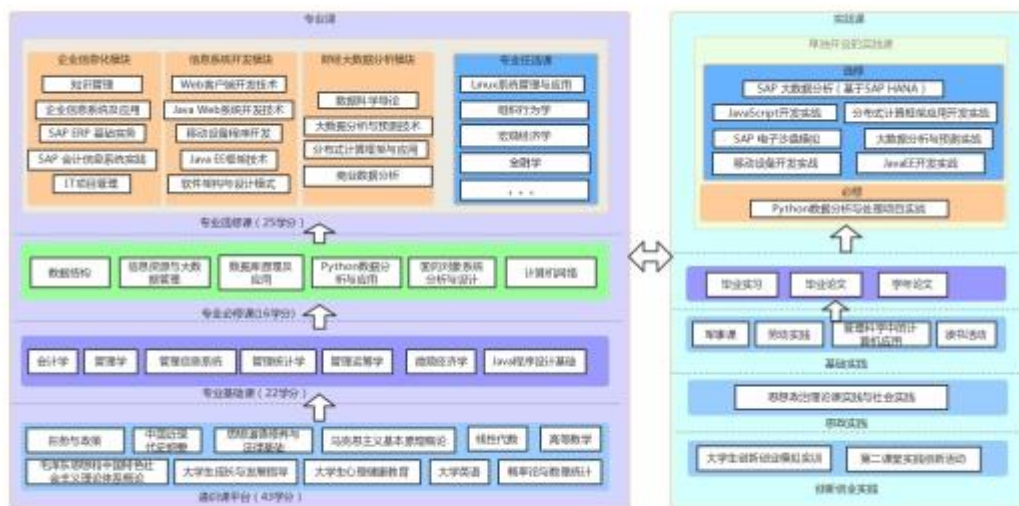 专业课
企业信息化模块
知识管理
企业信息系统及应用
SAP ERP 基础实务
SAP 会计信息系统实践
IT项目管理
信息系统开发模块
Web客户端开发技术
Java Web系统开发技术
移动设备程序开发
Java EE框架技术
软件架构与设计模式
财经大数据分析模块
数据科学导论
大数据分析与预测技术
分布式计算框架与应用
商业数据分析
专业任选课
Linux系统管理与应用
组织行为学
宏观经济学
金融学
...
专业选修课(25学分)
数据结构
信息资源与大数
据管理
数据库原理及
应用
Python数据分
析与应用
面向对象系统
分析与设计
计算机网络
专业必修课(16学分)
会计学
管理学
管理信息系统
管理统计学
管理运筹学
微观经济学
Java程序设计基础
专业基础课(22学分)
形势与政策
中国近现
代史纲要
思想道德修养与
法律基础
马克思主义基本原理概论
线性代数
高等数学
毛泽东思想和中国特色社
会主义理论体系概论
大学生成长与发展指导
大学生心理健康教育
大学英语
概率论与数理统计
通识课平台(43学分)
实践课
单独开设的实践课
选修
SAP 大数据分析(基于SAP HANA)
JavaScript开发实战
分布式计算框架应用开发实战
SAP 电子沙盘模拟
大数据分析与预测实战
移动设备开发实战
JavaEE开发实战
必修
Python数据分析与处理项目实战
毕业实习
毕业论文
学年论文
军事课
劳动实践
管理科学中的计
算机应用
读书活动
基础实践
思想政治理论课实践与社会实践
思政实践
大学生创新创业模拟实训
第二课堂实践创新活动
创新创业实践